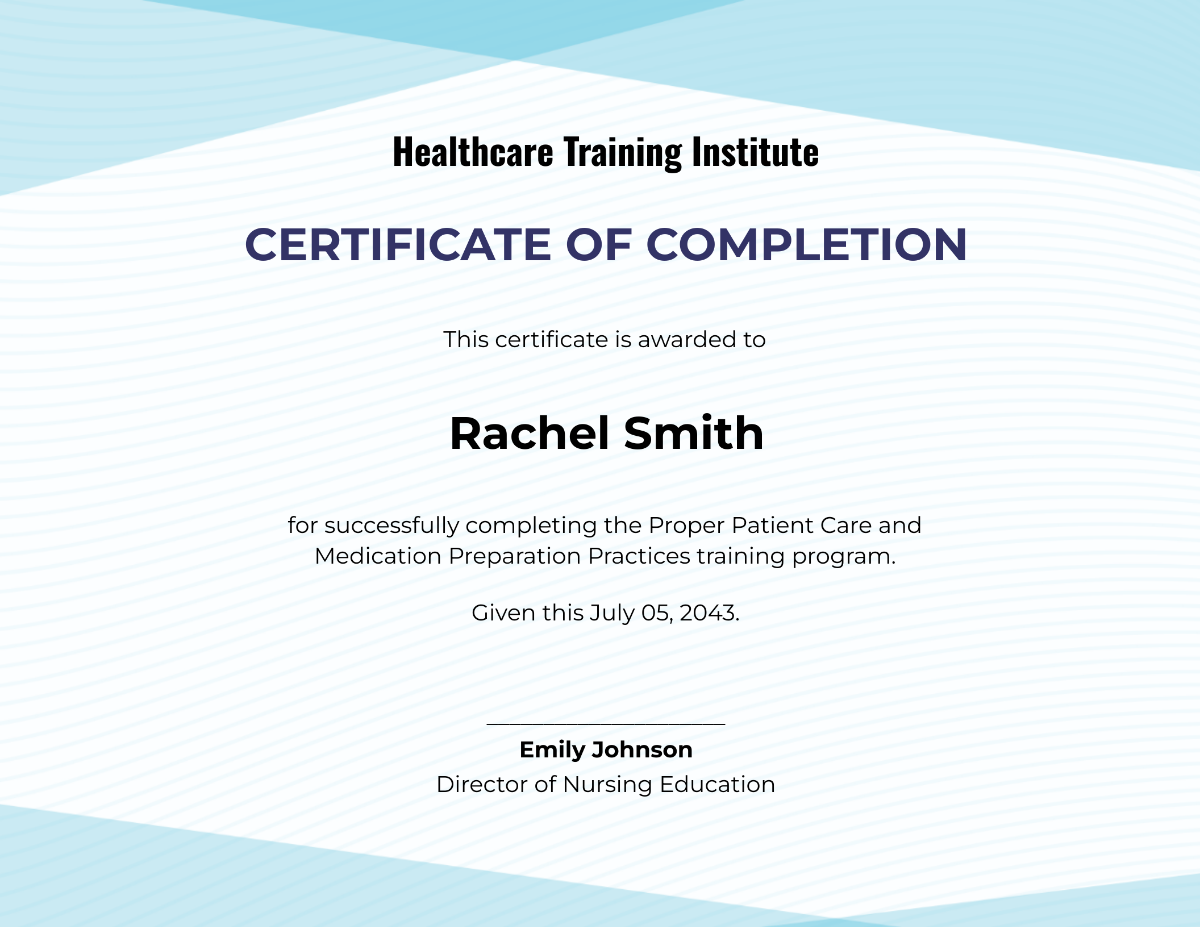 Healthcare Training Institute
CERTIFICATE OF COMPLETION
This certificate is awarded to
Rachel Smith
for successfully completing the Proper Patient Care and
Medication Preparation Practices training program.
Given this July 05, 2043.
Emily Johnson
Director of Nursing Education